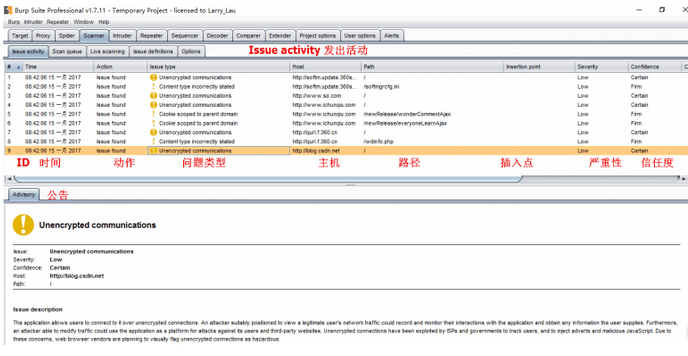 Burp Suite Professional v1.7.11 - Temporary Project - licensed to Larry_Lau
Burp Intruder Repeater Window Help
Target Proxy Spider Scanner Intruder Repeater Sequencer Decoder Comparer Extender Project options User options Alerts
Issue activity Scan queue Live scanning Issue definitions Options Issue activity 发出活动
# Time Action Issue type Host Path Insertion point Severity Confidence C
1 08:42:06 15 一月 2017 Issue found Unencrypted communications http://softm.update.360s... / Low Certain
2 08:42:06 15 一月 2017 Issue found Content type incorrectly stated http://softm.update.360s... /softmgrcfg.ini Low Firm
3 08:42:06 15 一月 2017 Issue found Unencrypted communications http://www.so.com / Low Certain
4 08:42:06 15 一月 2017 Issue found Unencrypted communications http://www.ichunqiu.com / Low Certain
5 08:42:06 15 一月 2017 Issue found Cookie scoped to parent domain http://www.ichunqiu.com /newRelease/wonderCommentAjax Low Firm
6 08:42:06 15 一月 2017 Issue found Cookie scoped to parent domain http://www.ichunqiu.com /newRelease/everyoneLearnAjax Low Firm
7 08:42:06 15 一月 2017 Issue found Unencrypted communications http://qurl.f.360.cn / Low Certain
8 08:42:06 15 一月 2017 Issue found Content type incorrectly stated http://qurl.f.360.cn /wdinfo.php Low Firm
9 08:42:06 15 一月 2017 Issue found Unencrypted communications http://blog.csdn.net / Low Certain
ID 时间 动作 问题类型 主机 路径 插入点 严重性 信任度
Advisory 公告
Unencrypted communications
Issue: Unencrypted communications
Severity: Low
Confidence: Certain
Host: http://blog.csdn.net
Path: /
Issue description
The application allows users to connect to it over unencrypted connections. An attacker suitably positioned to view a legitimate user's network traffic could record and monitor their interactions with the application and obtain any information the user supplies. Furthermore,
an attacker able to modify traffic could use the application as a platform for attacks against its users and third-party websites. Unencrypted connections have been exploited by ISPs and governments to track users, and to inject adverts and malicious JavaScript. Due to
these concerns, web browser vendors are planning to visually flag unencrypted connections as hazardous.